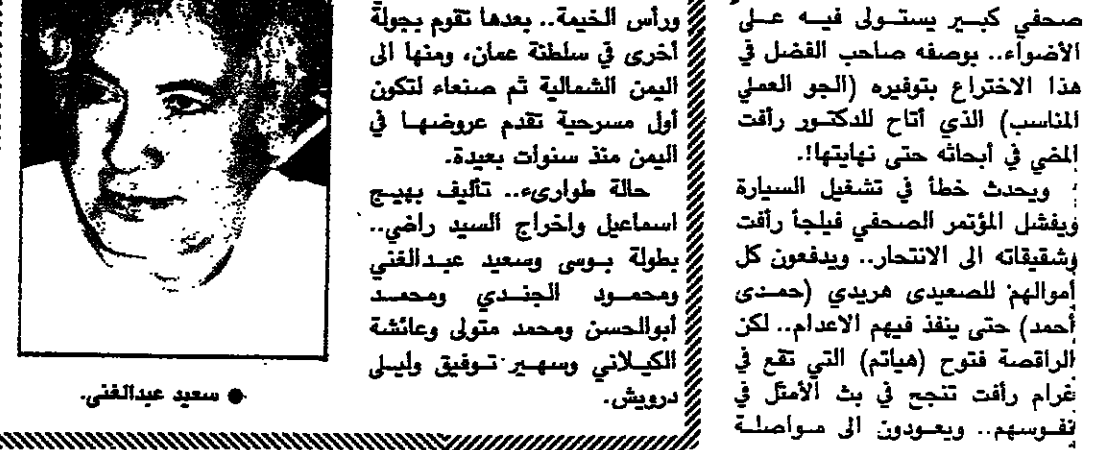 صحفي كبير يستولى فيه على
الأضواء.. بوصفه صاحب الفضل في
هذا الاختراع بتوفيره (الجو العملي
المناسب) الذي أتاح للدكتور رأفت
المضي في أبحاثه حتى نهايتها!.
ويحدث خطأ في تشغيل السيارة
ويفشل المؤتمر الصحفي فيلجأ رأفت
وشقيقاته الى الانتحار.. ويدفعون كل
أموالهم للصعيدى هريدي (حمدى
أحمد) حتى ينفذ فيهم الاعدام.. لكن
الراقصة فتوح (هياتم) التي تقع في
غرام رأفت تنجح في بث الأمل في
نفوسهم.. ويعودون الى مواصلة
ورأس الخيمة.. بعدها تقوم بجولة
أخرى في سلطنة عمان، ومنها الى
اليمن الشمالية ثم صنعاء لتكون
أول مسرحية تقدم عروضها في
اليمن منذ سنوات بعيدة.
حالة طوارىء.. تأليف بهيج
اسماعيل واخراج السيد راضي..
بطولة بوسى وسعيد عبدالغني
ومحمود الجندي ومحمد
أبوالحسن ومحمد متولى وعائشة
الكيلاني وسهير توفيق وليلى
درويش.
● سعيد عبدالغنى.